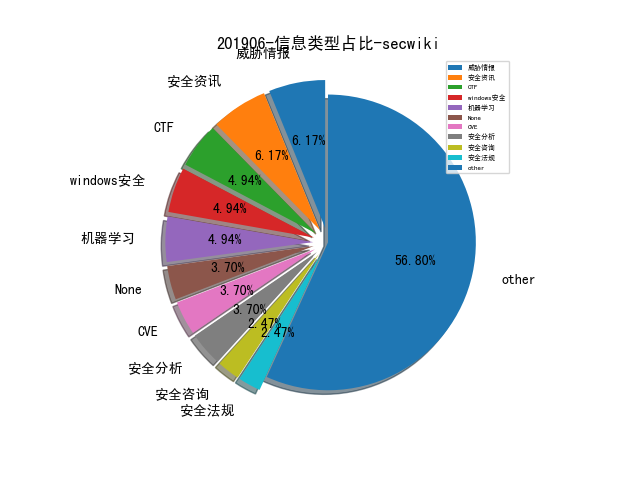 201906-信息类型占比-secwiki
威胁情报
安全资讯
CTF
windows安全
机器学习
None
CVE
安全分析
安全咨询
安全法规
other
6.17%
6.17%
4.94%
4.94%
4.94%
3.70%
3.70%
3.70%
2.47%
2.47%
56.80%
威胁情报
安全资讯
CTF
windows安全
机器学习
None
CVE
安全分析
安全咨询
安全法规
other